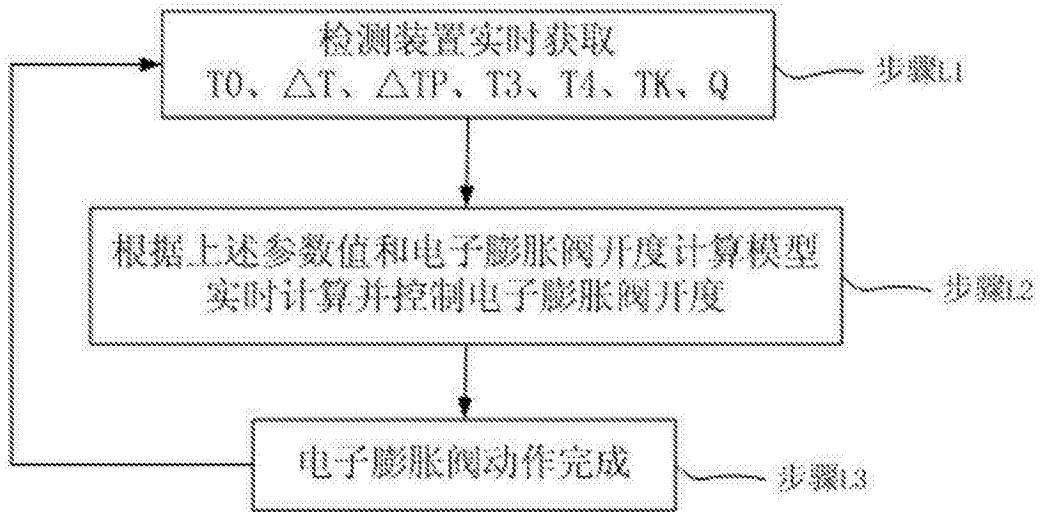 检测装置实时获取
T0、△T、△TP、T3、T4、TK、Q
步骤L1
根据上述参数值和电子膨胀阀开度计算模型
实时计算并控制电子膨胀阀开度
步骤L2
电子膨胀阀动作完成
步骤L3